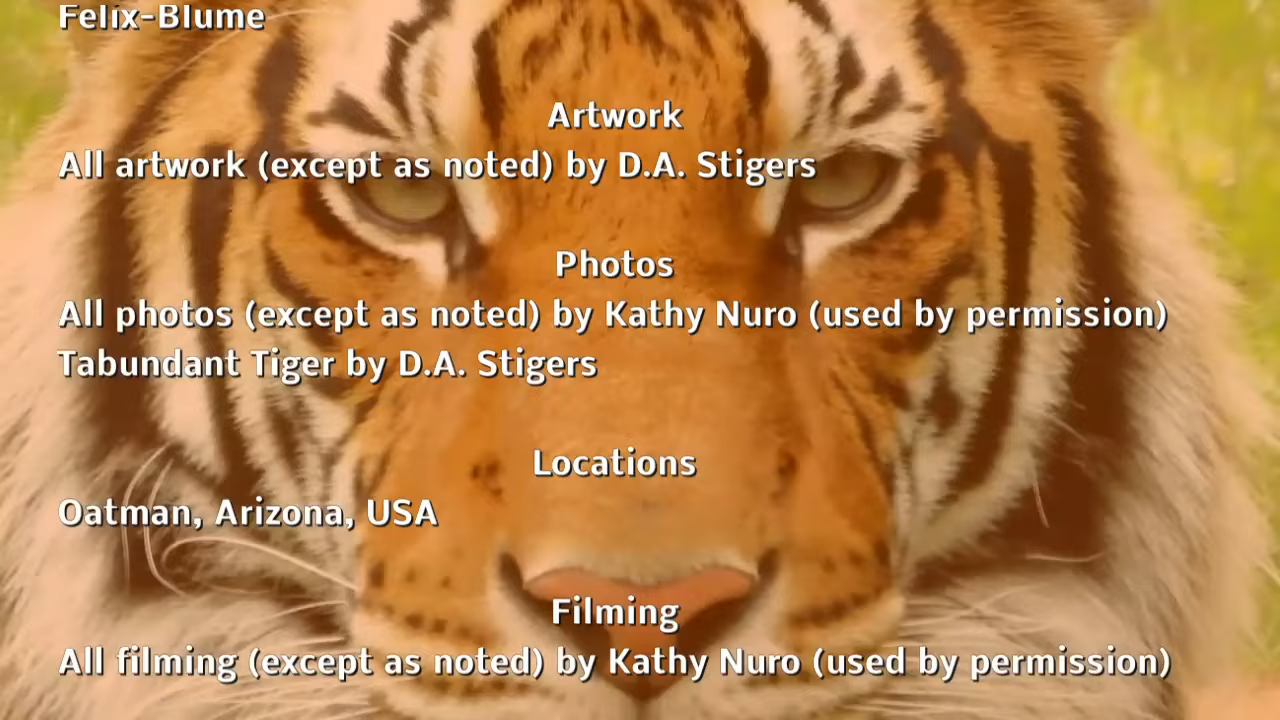 Felix-Blume
Artwork
All artwork (except as noted) by D.A. Stigers
Photos
All photos (except as noted) by Kathy Nuro (used by permission)
Tabundant Tiger by D.A. Stigers
Locations
Oatman, Arizona, USA
Filming
All filming (except as noted) by Kathy Nuro (used by permission)